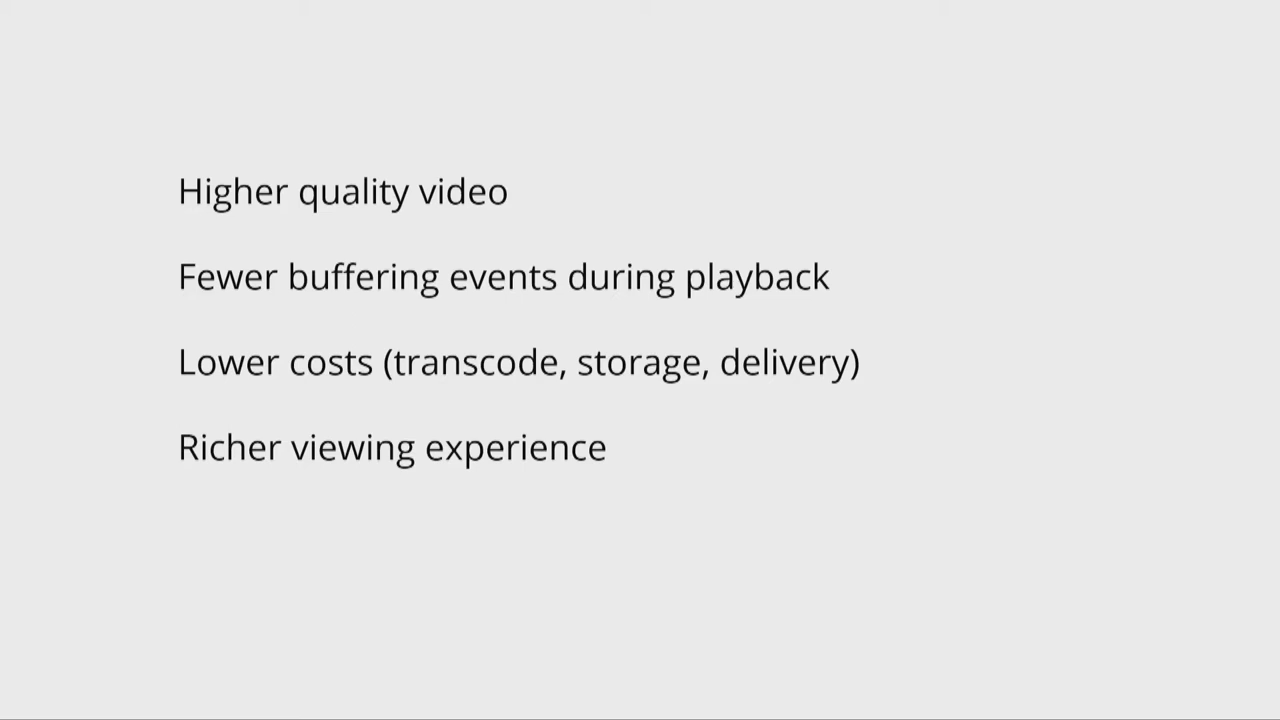 Higher quality video
Fewer buffering events during playback
Lower costs (transcode, storage, delivery)
Richer viewing experience